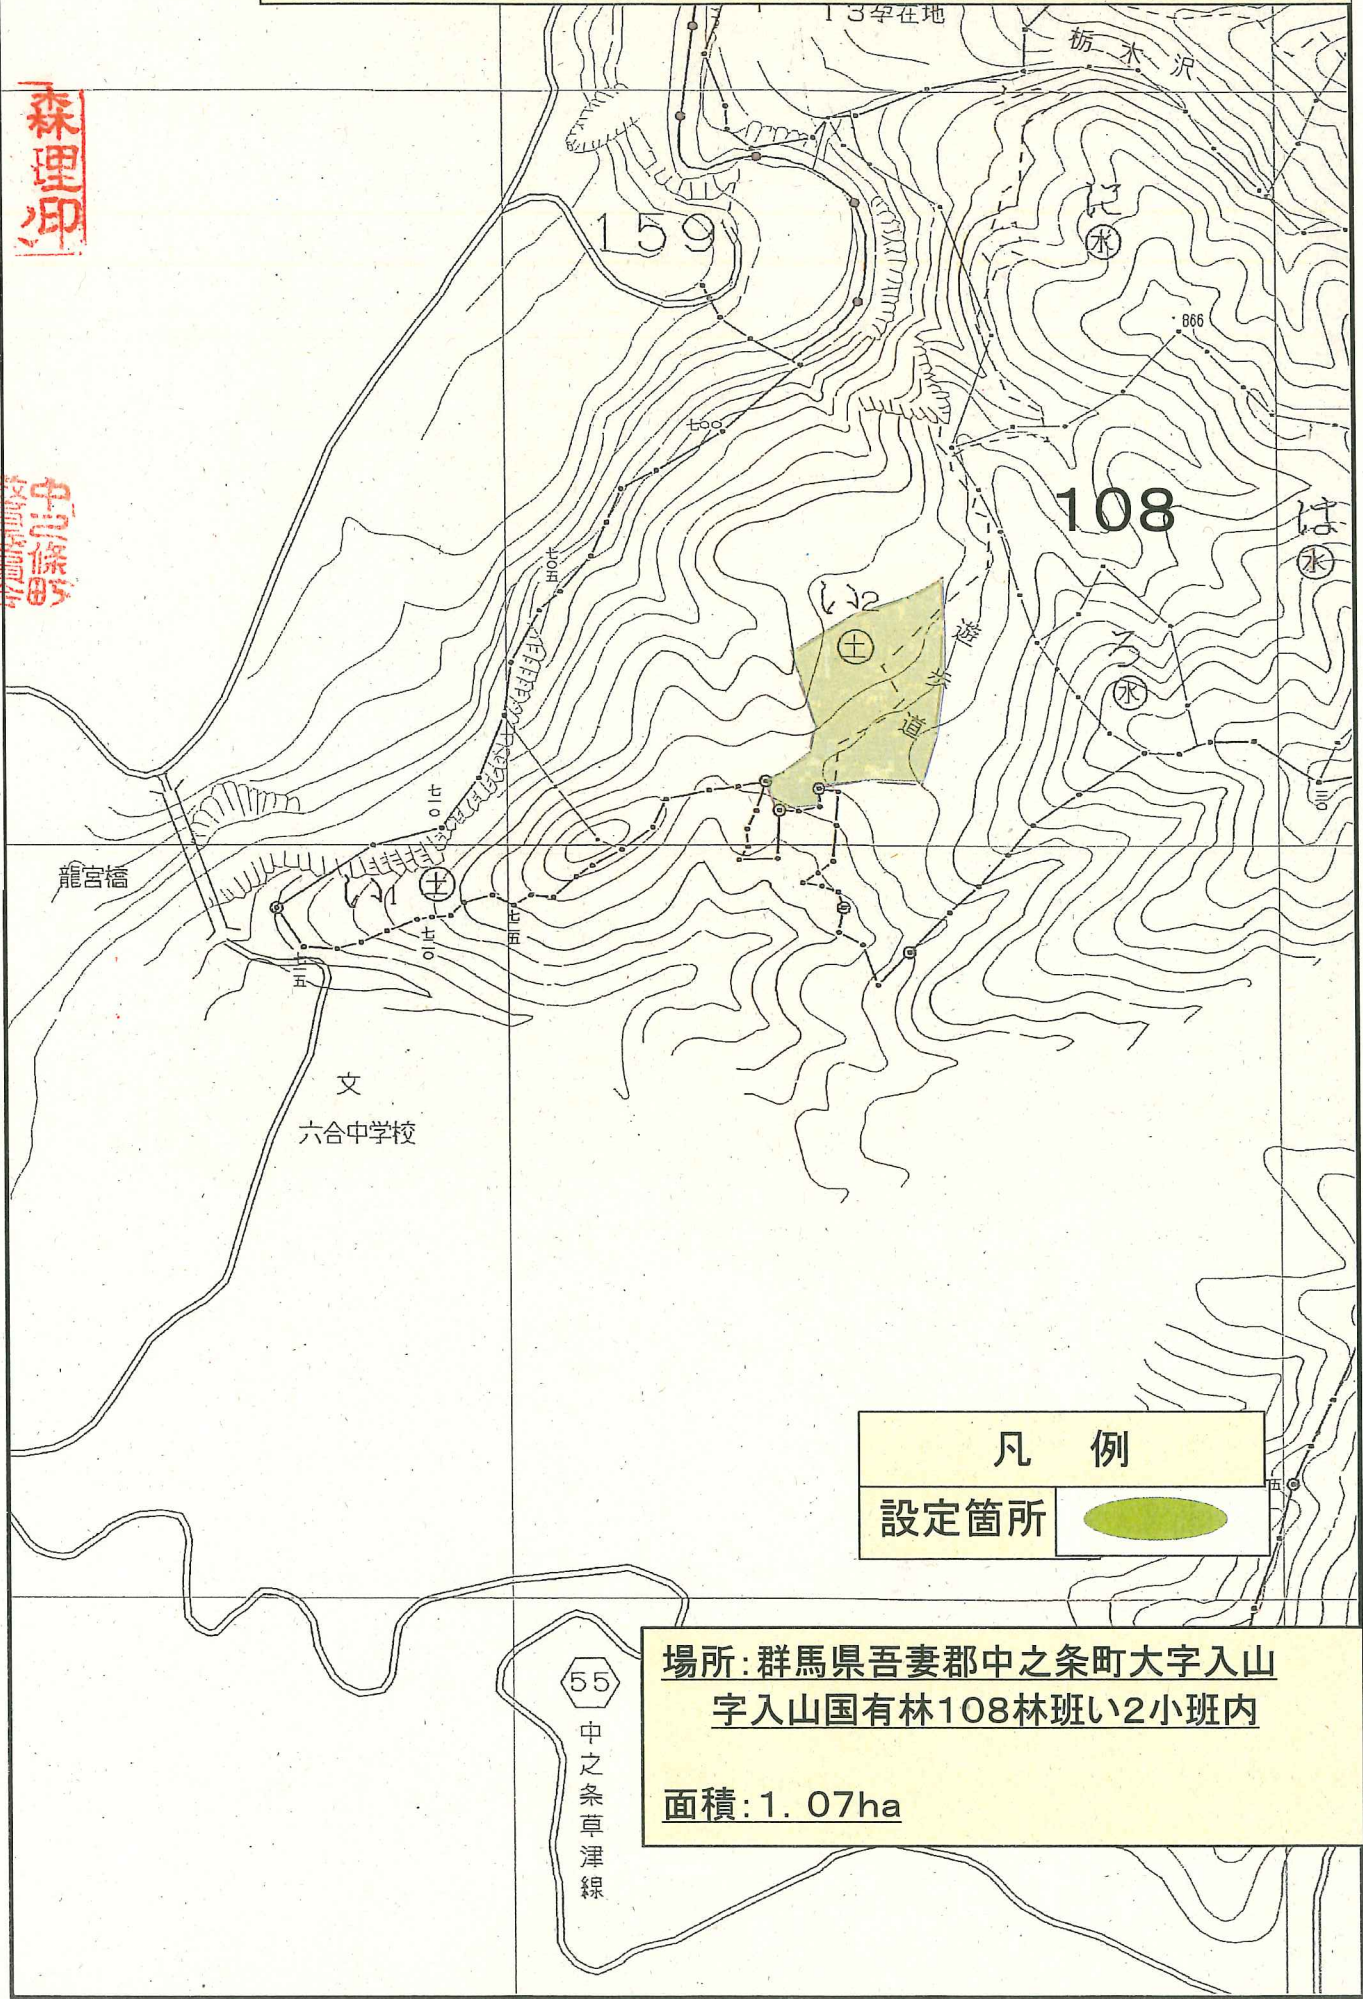 13字在地
栃木沢
森理印
159
に
水
866
七〇〇
108
は
水
中之條町
七〇五
い2
土
遊歩道
ろ
水
七一〇
龍宮橋
い1
土
七二〇
七二五
文
六合中学校
凡 例
設定箇所
場所:群馬県吾妻郡中之条町大字入山
字入山国有林108林班い2小班内
面積:1.07ha
55
中之条草津線